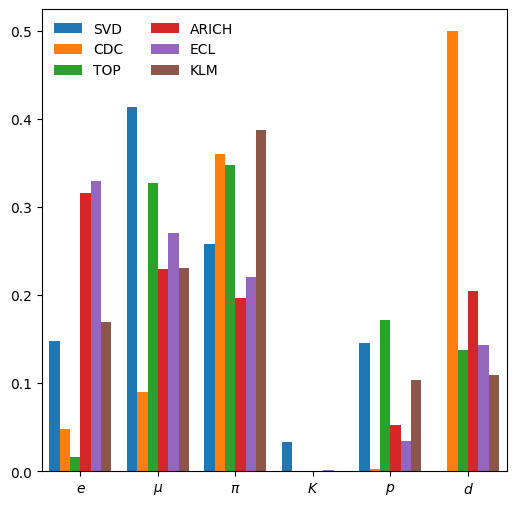 SVD
CDC
TOP
ARICH
ECL
KLM
0.5
0.4
0.3
0.2
0.1
0.0
e μ π K p d